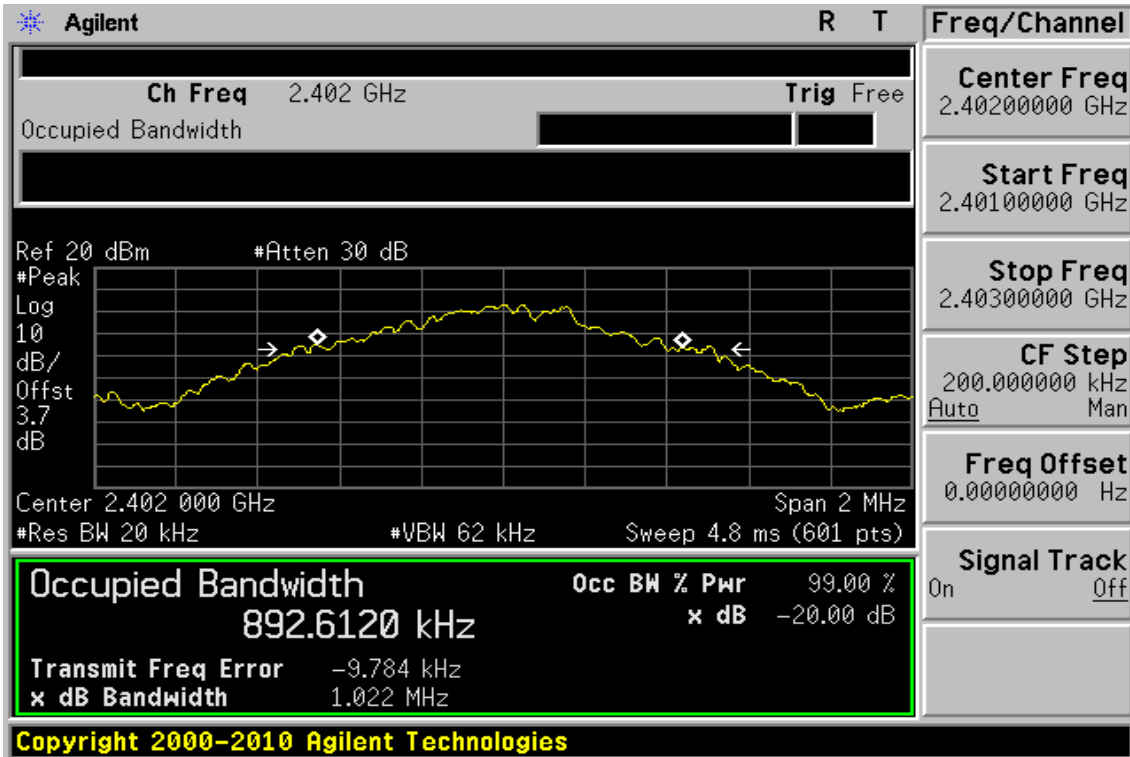 Agilent R T Freq/Channel
Ch Freq 2.402 GHz Trig Free
Occupied Bandwidth
Center Freq
2.40200000 GHz
Start Freq
2.40100000 GHz
Stop Freq
2.40300000 GHz
CF Step
200.000000 kHz
Auto Man
Freq Offset
0.00000000 Hz
Signal Track
On Off
Ref 20 dBm #Atten 30 dB
#Peak
Log
10
dB/
Offst
3.7
dB
Center 2.402 000 GHz Span 2 MHz
#Res BW 20 kHz #VBW 62 kHz Sweep 4.8 ms (601 pts)
Occupied Bandwidth
892.6120 kHz
Occ BW % Pwr 99.00 %
x dB -20.00 dB
Transmit Freq Error -9.784 kHz
x dB Bandwidth 1.022 MHz
Copyright 2000-2010 Agilent Technologies